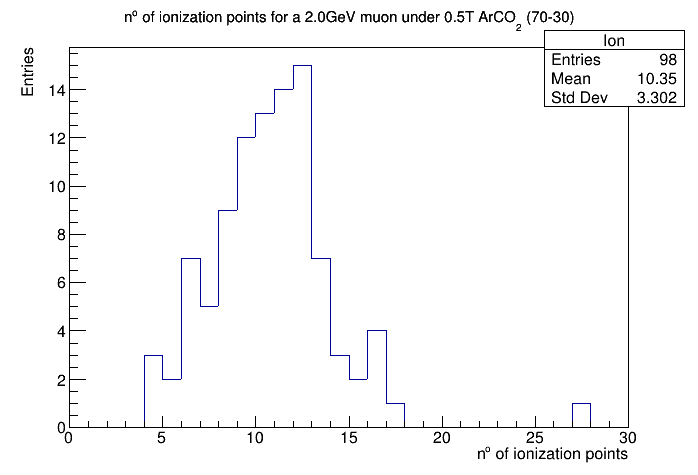 nº of ionization points for a 2.0GeV muon under 0.5T ArCO2 (70-30)
Ion
Entries 98
Mean 10.35
Std Dev 3.302
Entries
14
12
10
8
6
4
2
0
0 5 10 15 20 25 30
nº of ionization points